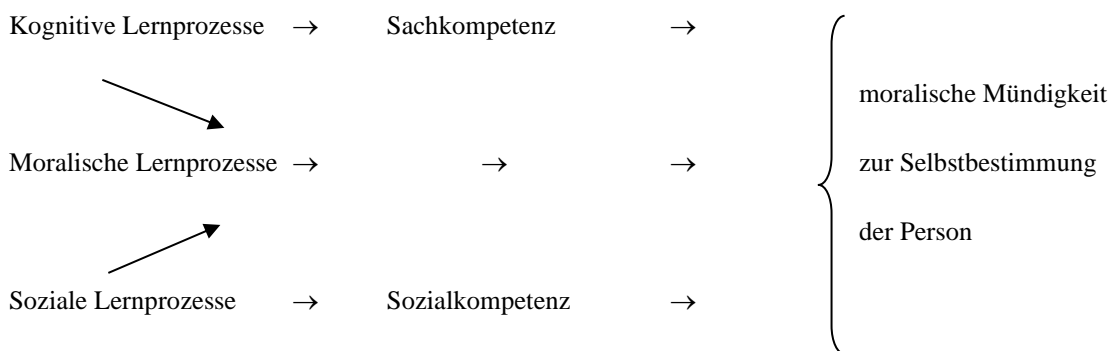 Kognitive Lernprozesse → Sachkompetenz →
moralische Mündigkeit
Moralische Lernprozesse → → → zur Selbstbestimmung
der Person
Soziale Lernprozesse → Sozialkompetenz →